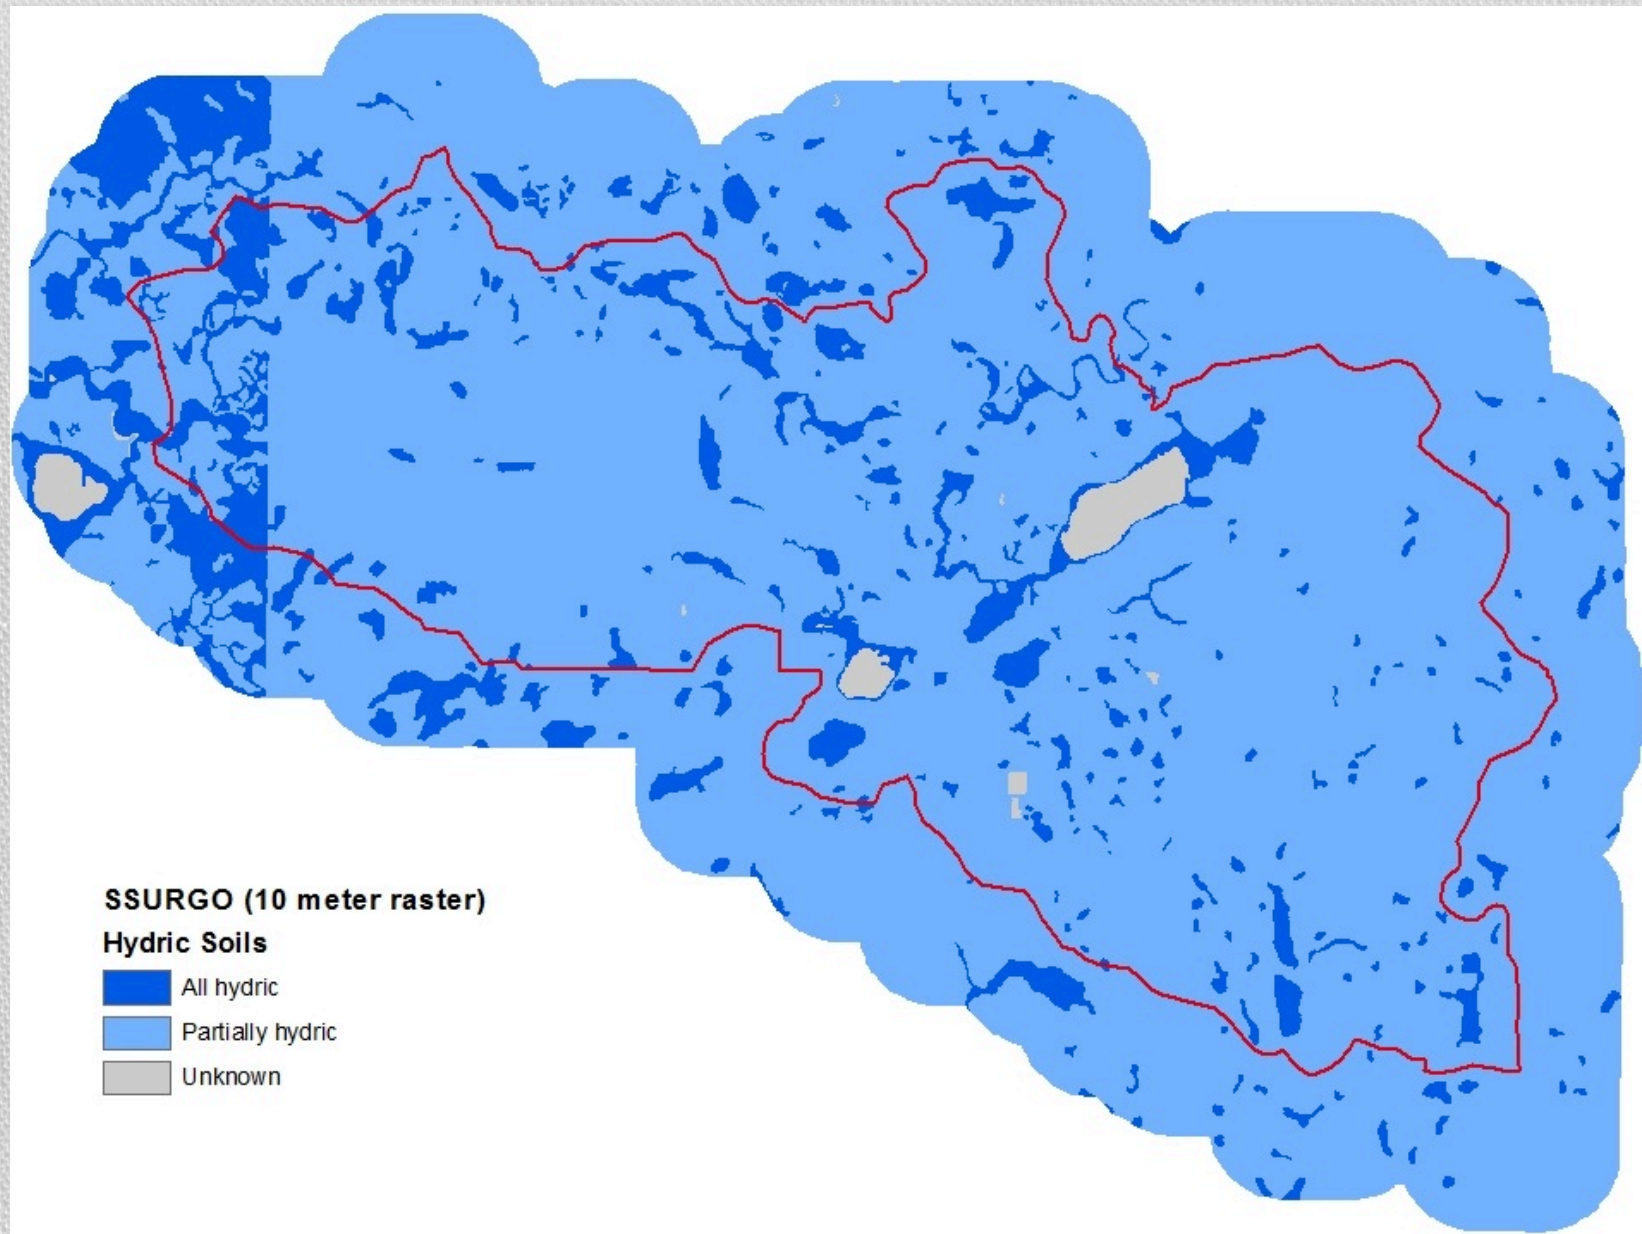 SSURGO (10 meter raster)
Hydric Soils
All hydric
Partially hydric
Unknown